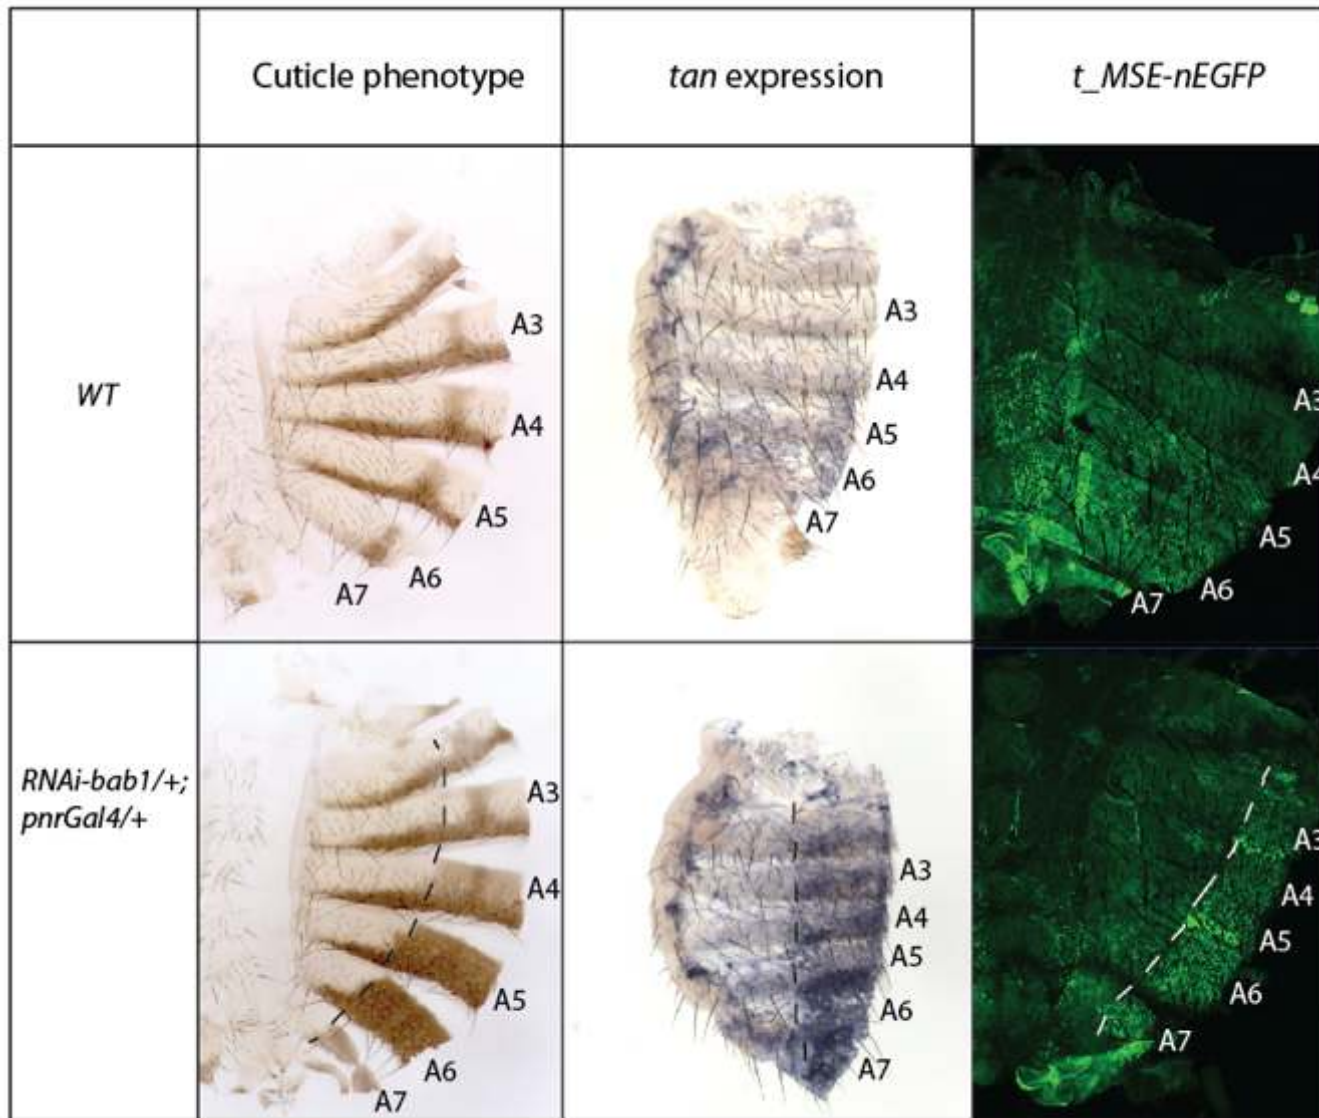 Cuticle phenotype
tan expression
t_MSE-nEGFP
WT
A3
A4
A5
A6
A7
A3
A4
A5
A6
A7
A3
A4
A5
A6
A7
RNAi-bab1/+;
pnrGal4/+
A3
A4
A5
A6
A7
A3
A4
A5
A6
A7
A3
A4
A5
A6
A7